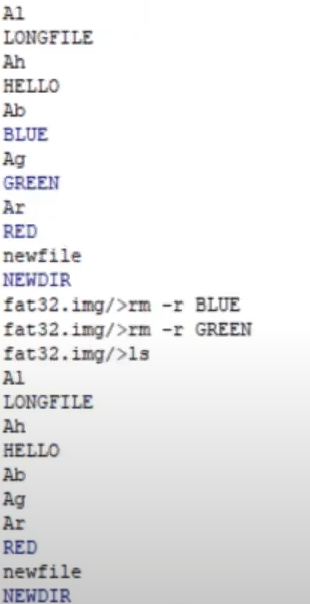 Al
LONGFILE
Ah
HELLO
Ab
BLUE
Ag
GREEN
Ar
RED
newfile
NEWDIR
fat32.img/>rm -r BLUE
fat32.img/>rm -r GREEN
fat32.img/>ls
Al
LONGFILE
Ah
HELLO
Ab
Ag
Ar
RED
newfile
NEWDIR